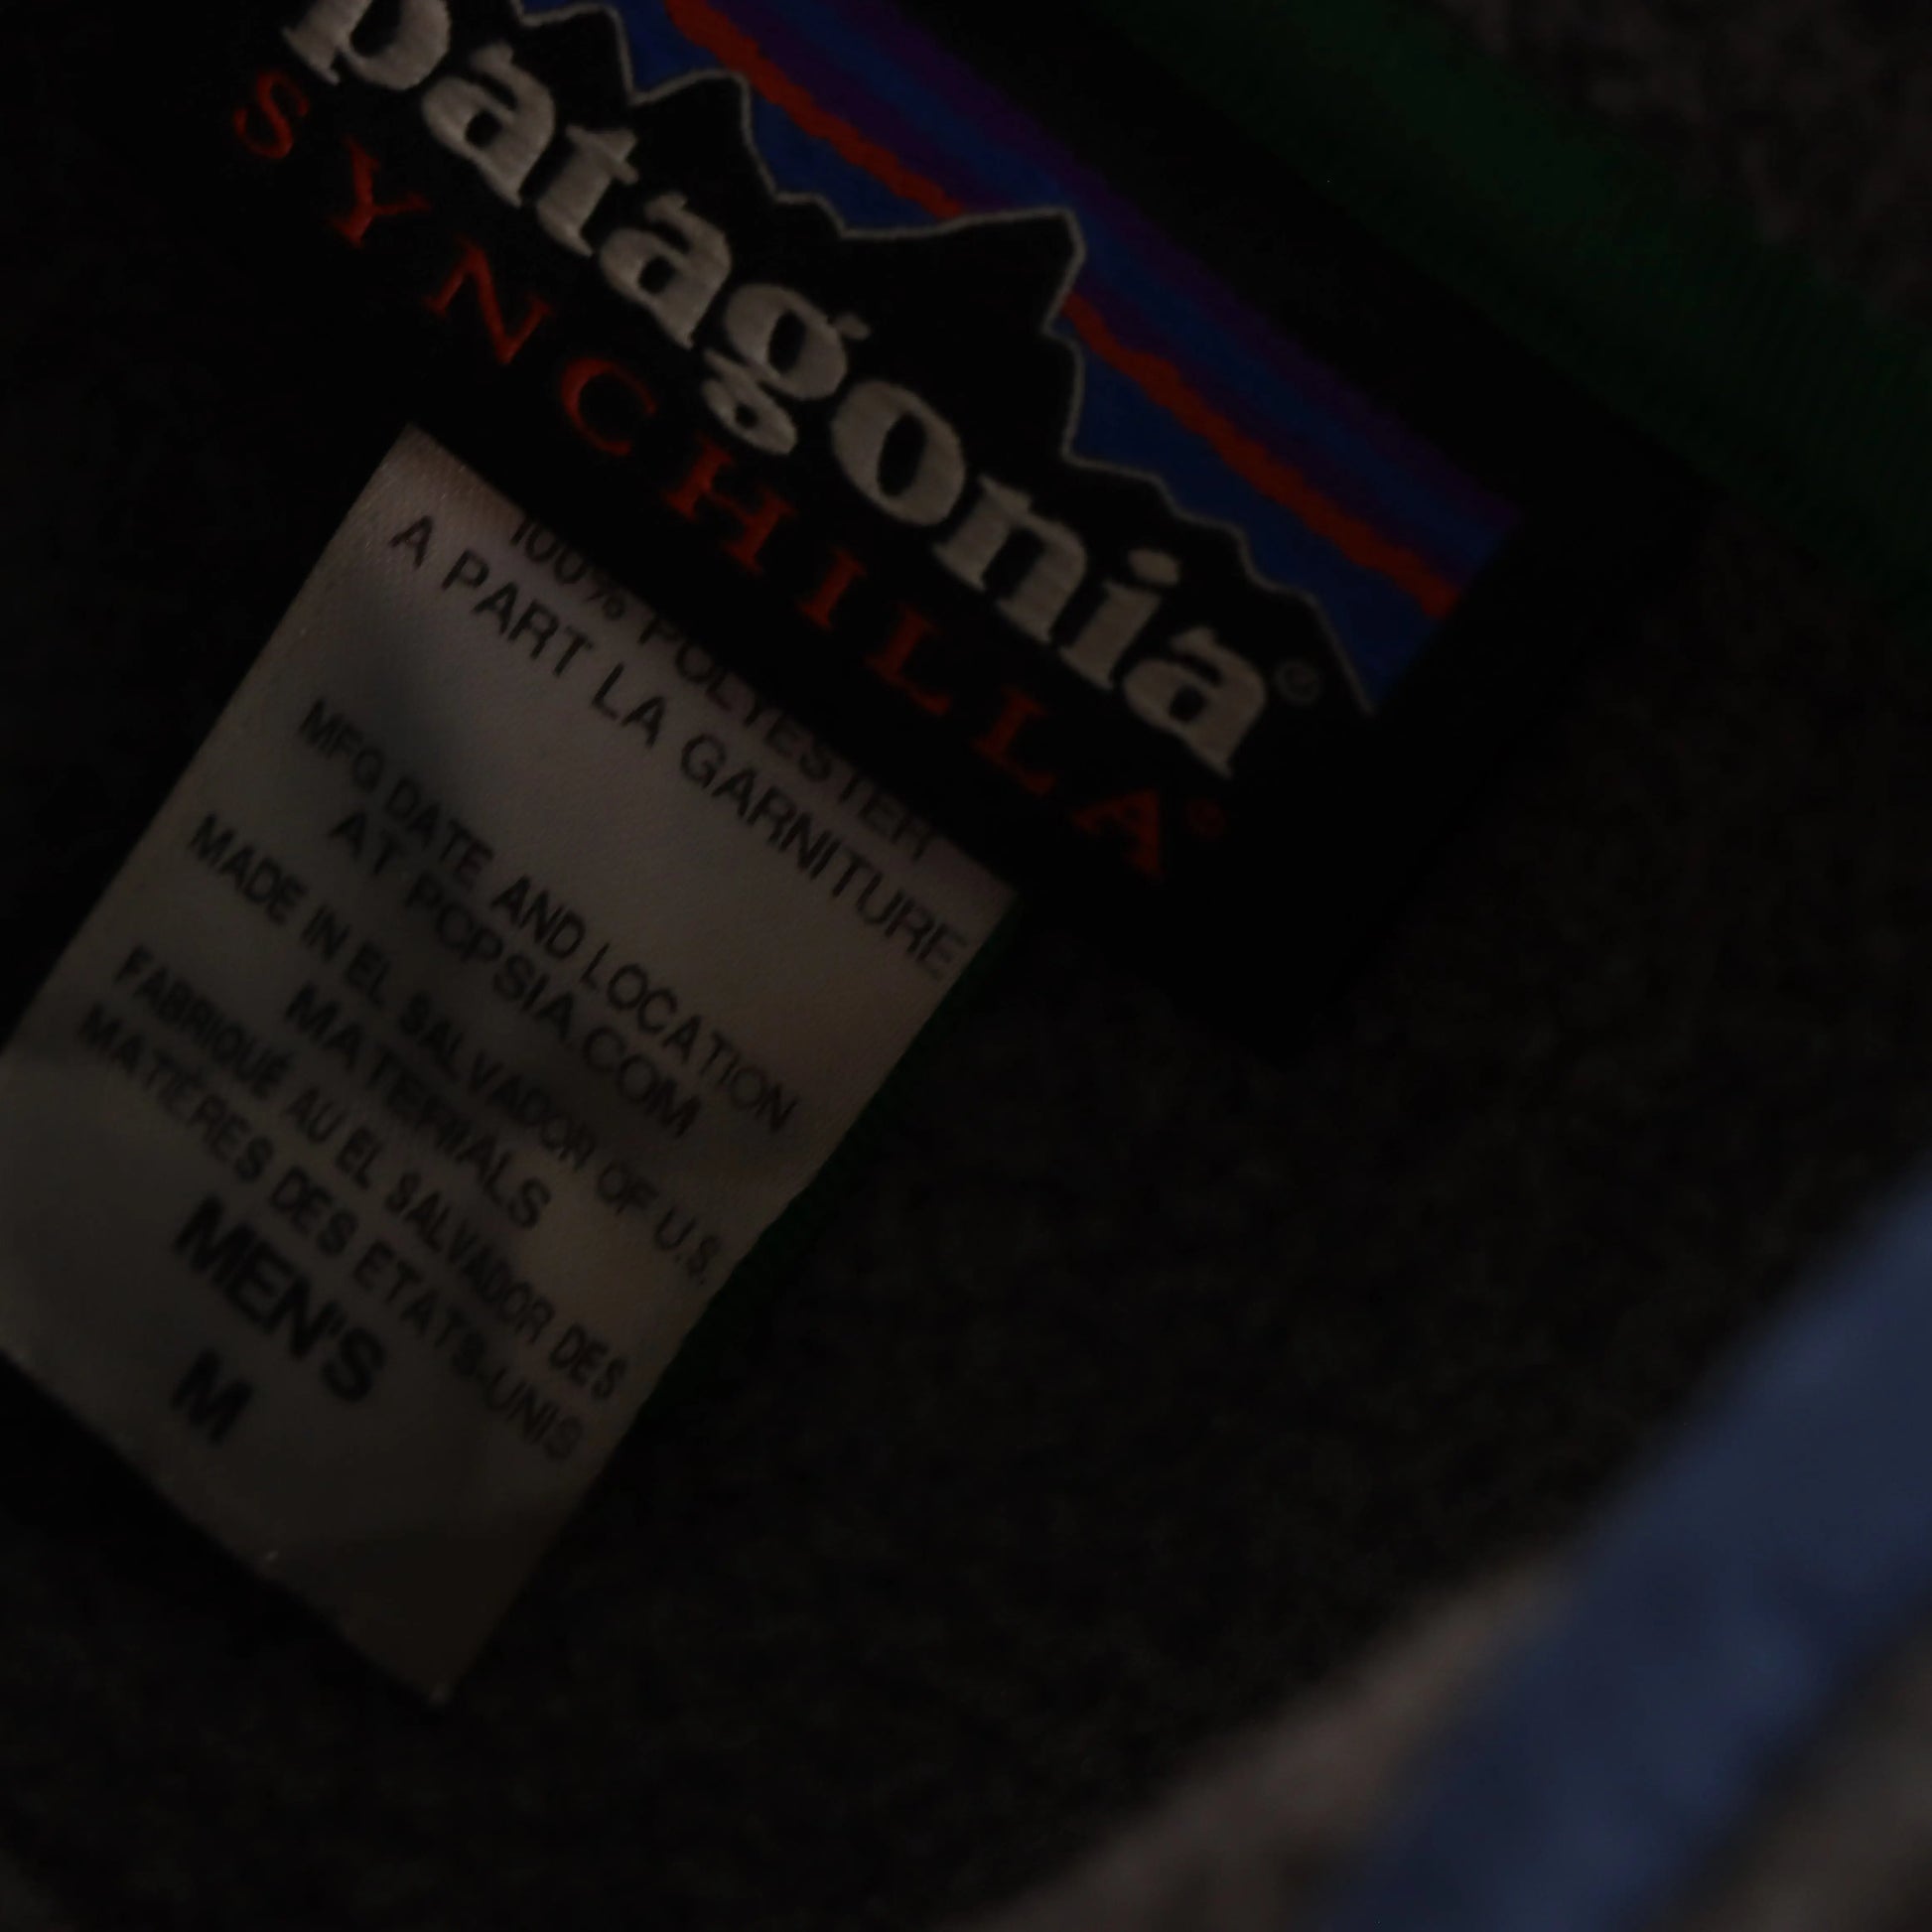 patagonia®
SYNCHILLA®
100% POLYESTER
A PART LA GARNITURE
MFG DATE AND LOCATION
AT PCPSIA.COM
MADE IN EL SALVADOR OF U.S.
MATERIALS
FABRIQUÉ AU EL SALVADOR DES
MATIÈRES DES ETATS-UNIS
MEN'S
M